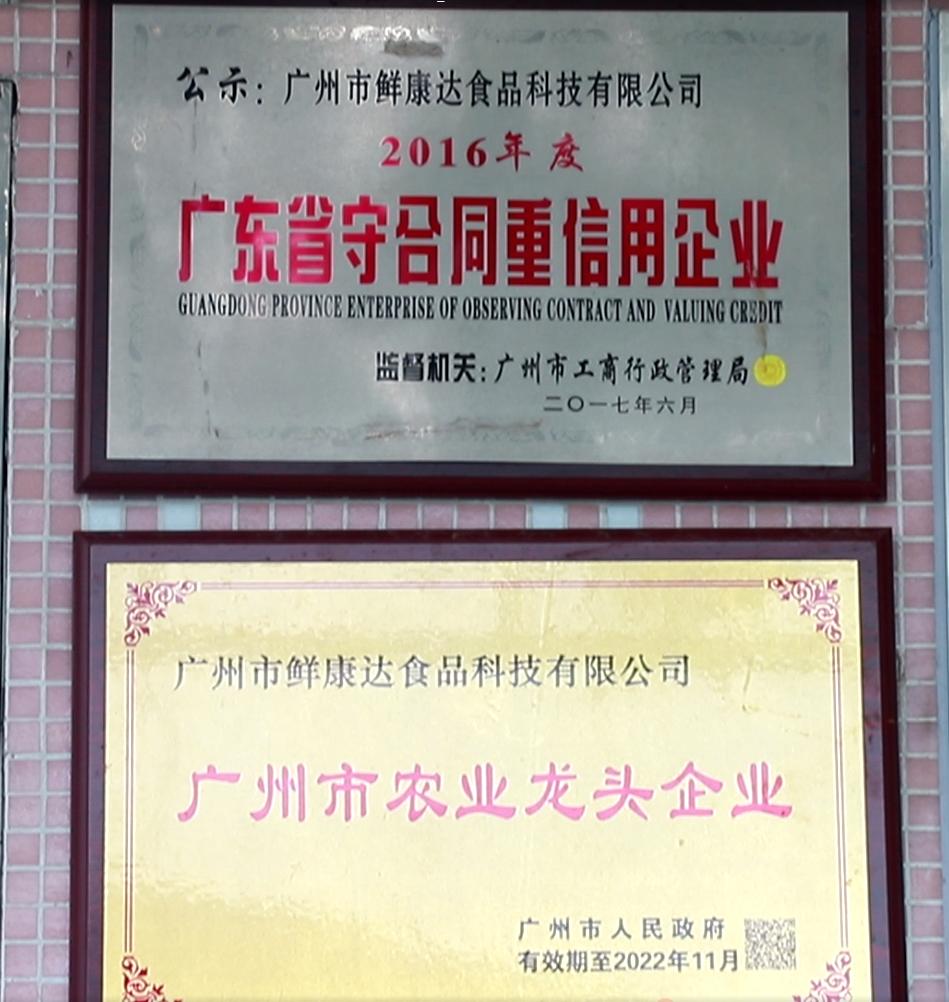 公示：广州市鲜康达食品科技有限公司
2016年度
广东省守合同重信用企业
GUANGDONG PROVINCE ENTERPRISE OF OBSERVING CONTRACT AND VALUING CREDIT
监督机关：广州市工商行政管理局
二〇一七年六月
广州市鲜康达食品科技有限公司
广州市农业龙头企业
广州市人民政府
有效期至2022年11月